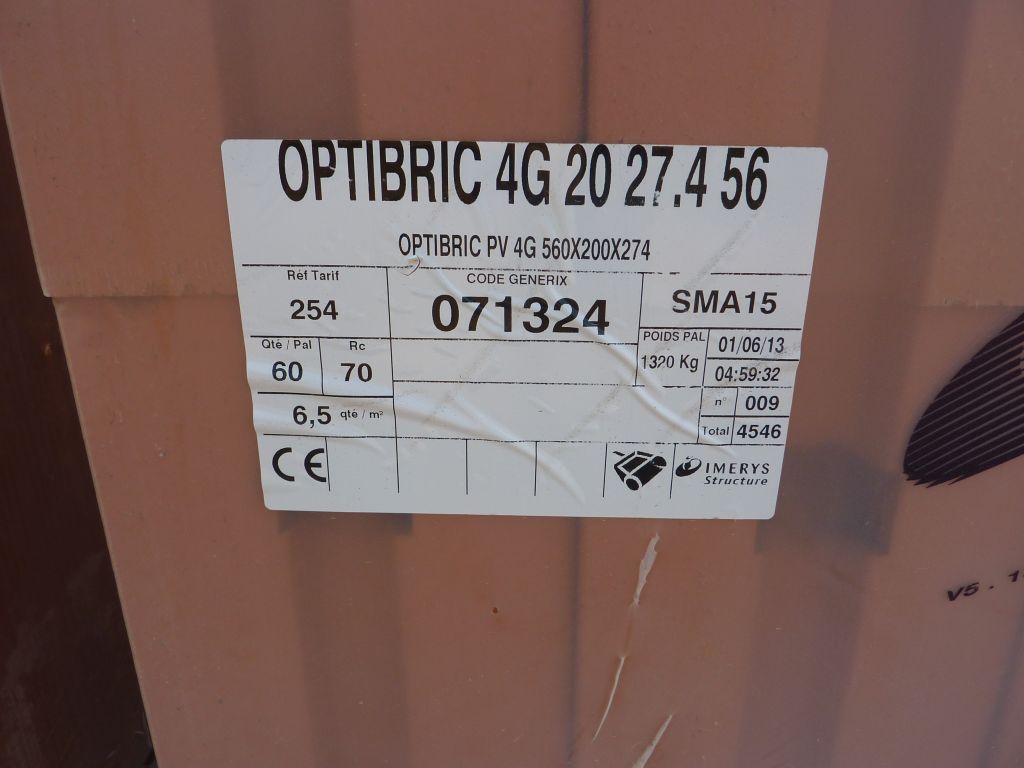 OPTIBRIC 4G 20 27.4 56
OPTIBRIC PV 4G 560X200X274
Réf Tarif
254
CODE GENERIX
071324
SMA15
Qté / Pal
60
Rc
70
POIDS PAL
1320 Kg
01/06/13
04:59:32
6,5 qté / m²
n° 009
Total 4546
CE
IMERYS
Structure
V5 . 1